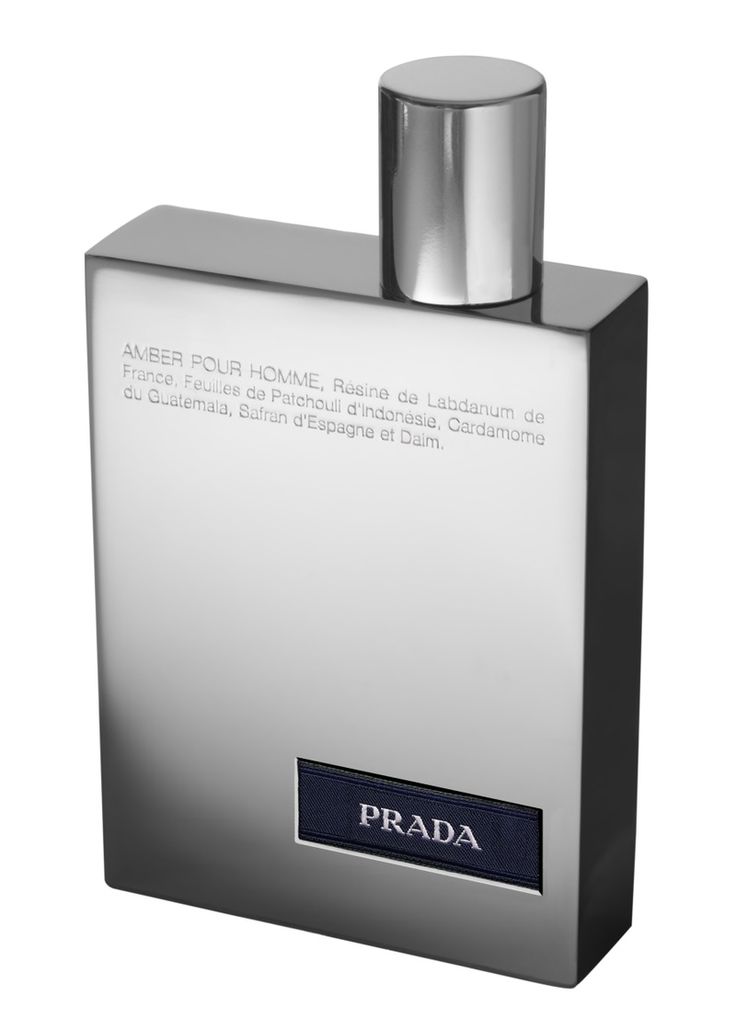 AMBER POUR HOMME, Résine de Labdanum de
France, Feuilles de Patchouli d'Indonésie, Cardamome
du Guatemala, Safran d'Espagne et Daim.
PRADA